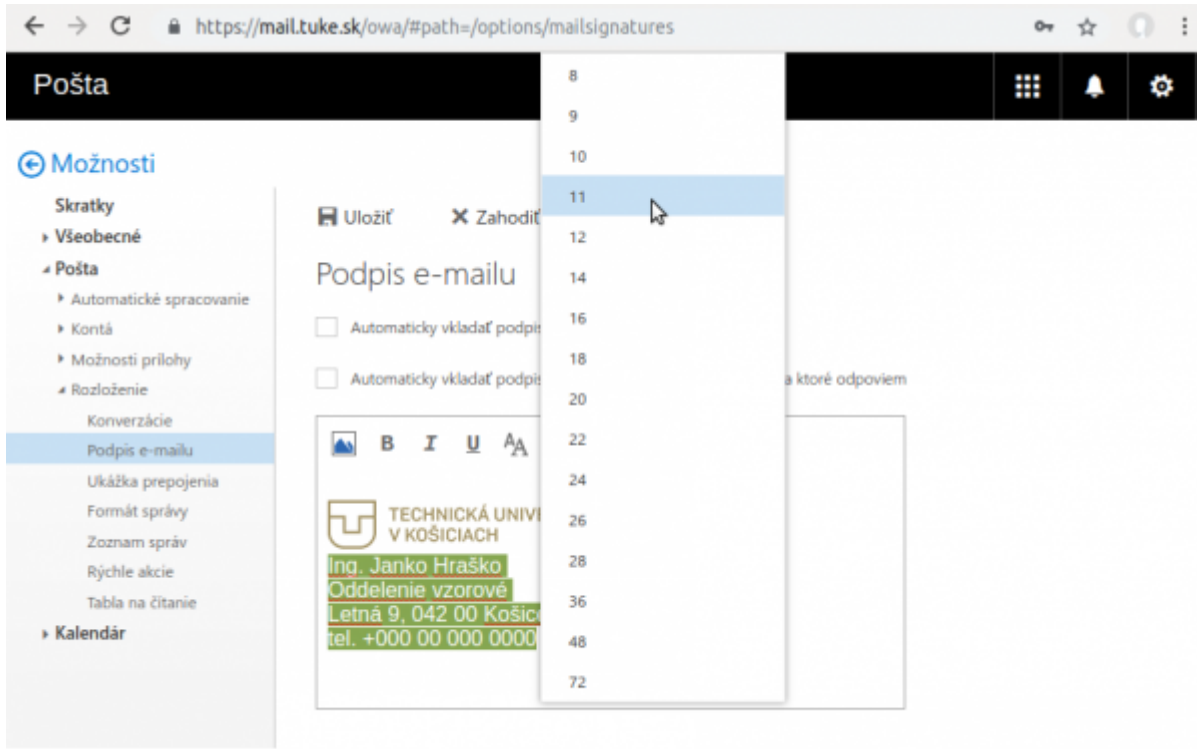 https://mail.tuke.sk/owa/#path=/options/mailsignatures
Pošta
Možnosti
Skratky
Všeobecné
Pošta
Automatické spracovanie
Kontá
Možnosti prílohy
Rozloženie
Konverzácie
Podpis e-mailu
Ukážka prepojenia
Formát správy
Zoznam správ
Rýchle akcie
Tabla na čítanie
Kalendár
Uložiť Zahodiť
Podpis e-mailu
Automaticky vkladať podpis
Automaticky vkladať podpis a ktoré odpoviem
B I U AA
TECHNICKÁ
V KOŠICIACH
Ing. Janko Hraško
Oddelenie vzorové
Letná 9, 042 00
tel. +000 00 000 0000
8
9
10
11
12
14
16
18
20
22
24
26
28
36
48
72